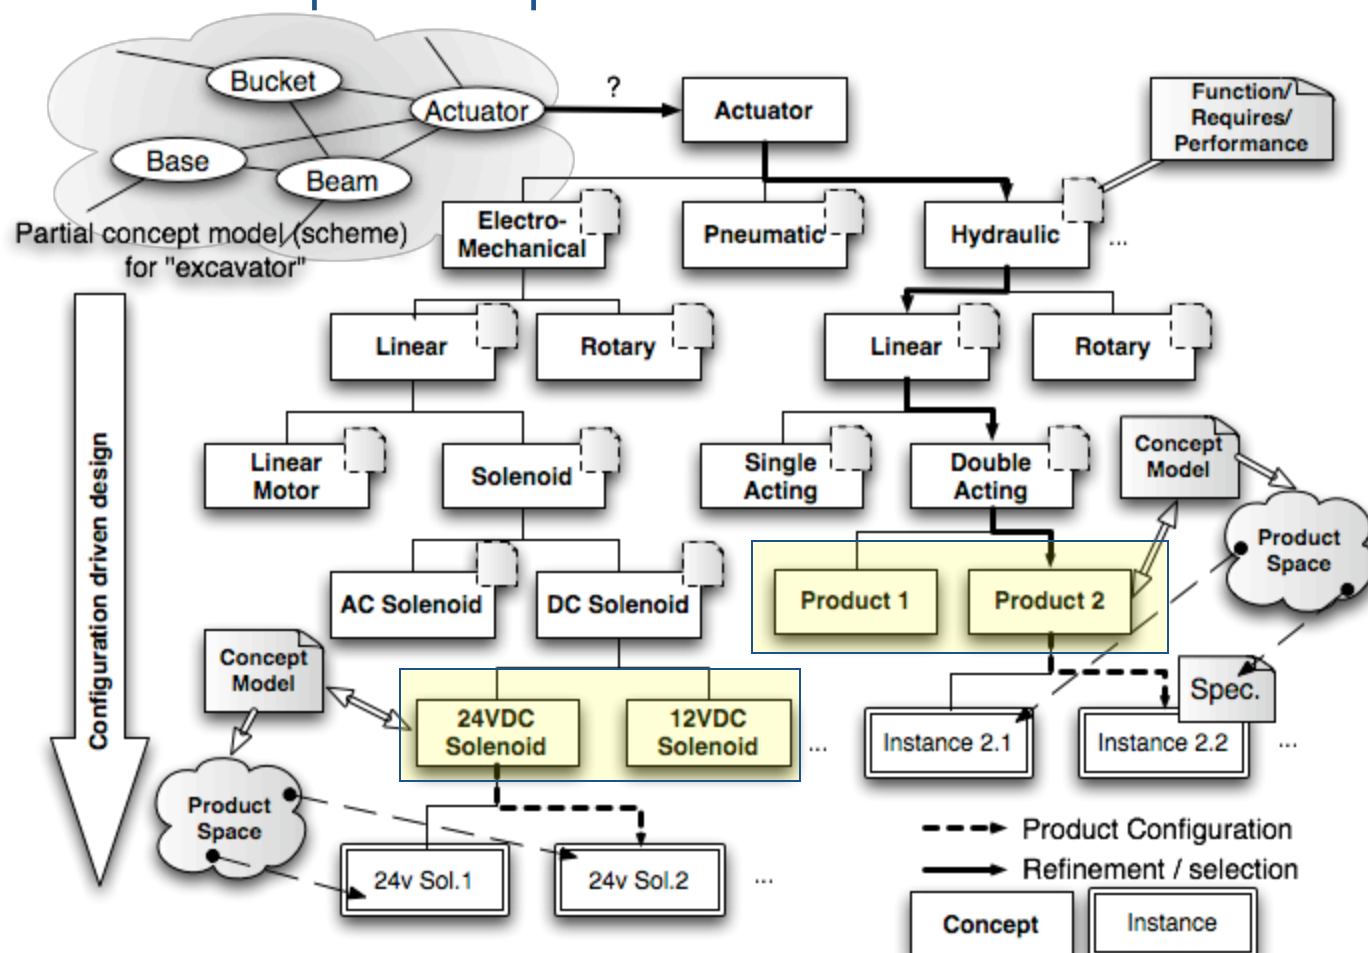 Bucket
Actuator
Base
Beam
Partial concept model (scheme)
for "excavator"
?
Actuator
Function/
Requires/
Performance
Electro-
Mechanical
Pneumatic
Hydraulic
...
Linear
Rotary
Linear
Rotary
Linear
Motor
Solenoid
Single
Acting
Double
Acting
Concept
Model
Product
Space
AC Solenoid
DC Solenoid
Product 1
Product 2
Configuration driven design
Concept
Model
24VDC
Solenoid
12VDC
Solenoid
...
Spec.
Instance 2.1
Instance 2.2
...
Product
Space
24v Sol.1
24v Sol.2
...
Product Configuration
Refinement / selection
Concept
Instance